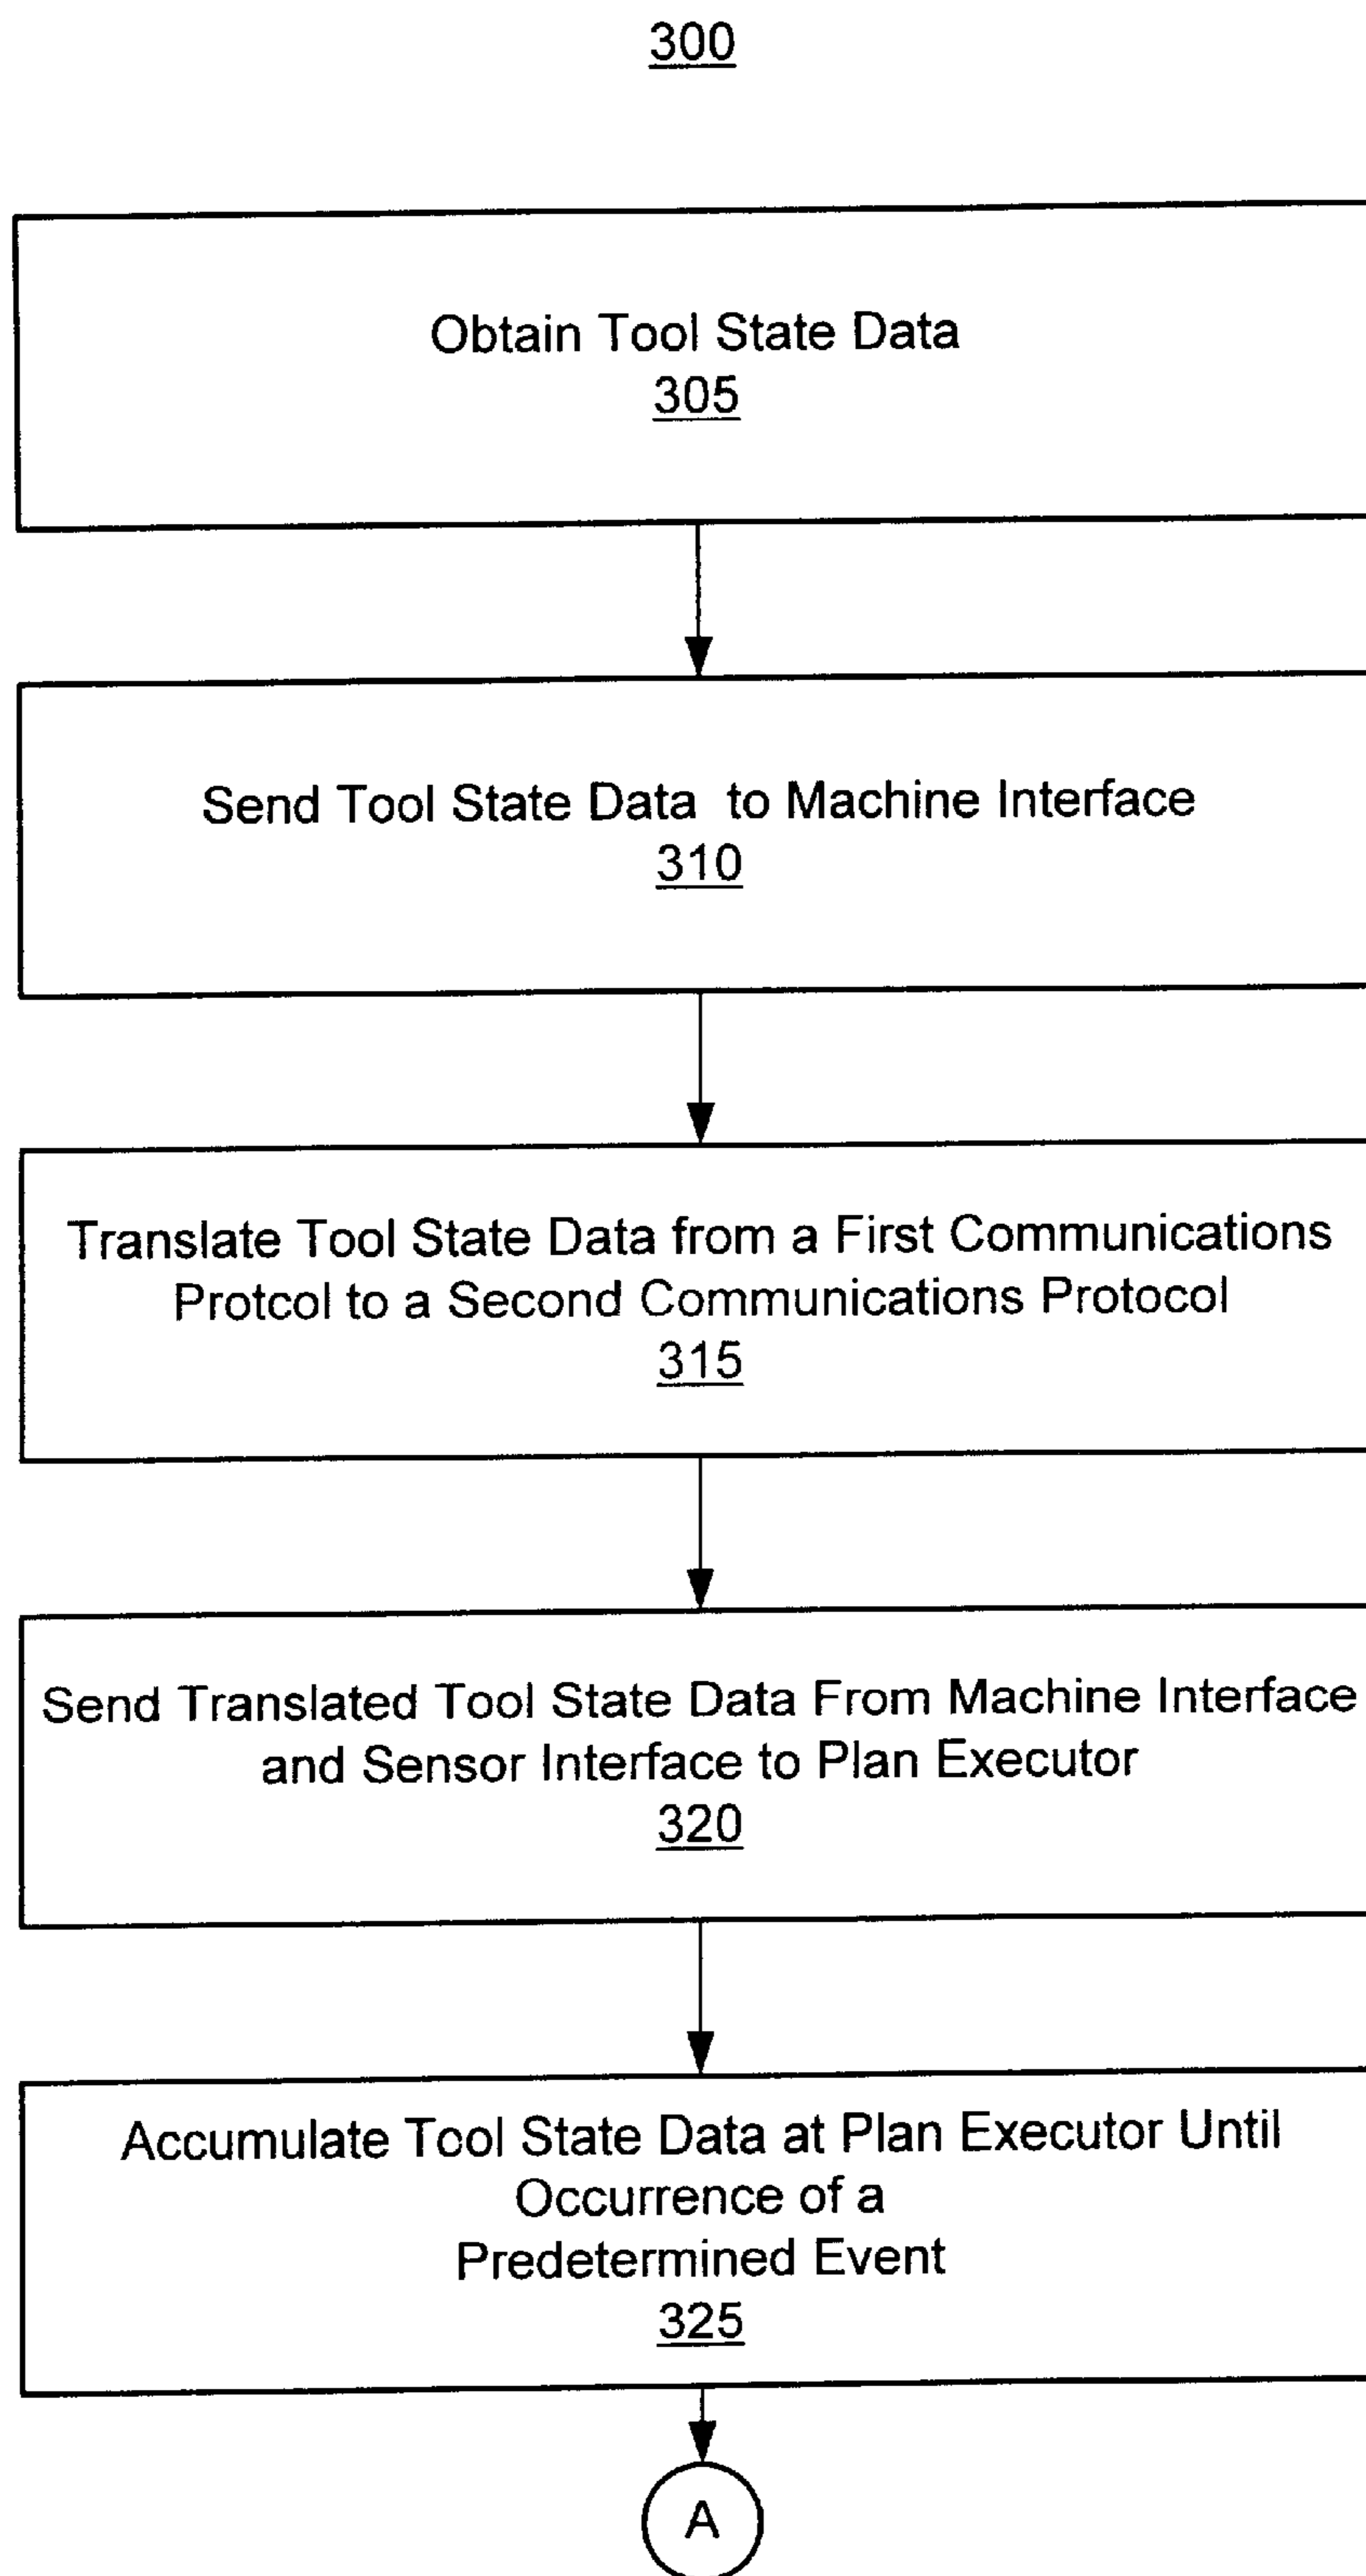 300
Obtain Tool State Data
305
Send Tool State Data to Machine Interface
310
Translate Tool State Data from a First Communications
Protcol to a Second Communications Protocol
315
Send Translated Tool State Data From Machine Interface
and Sensor Interface to Plan Executor
320
Accumulate Tool State Data at Plan Executor Until
Occurrence of a
Predetermined Event
325
A